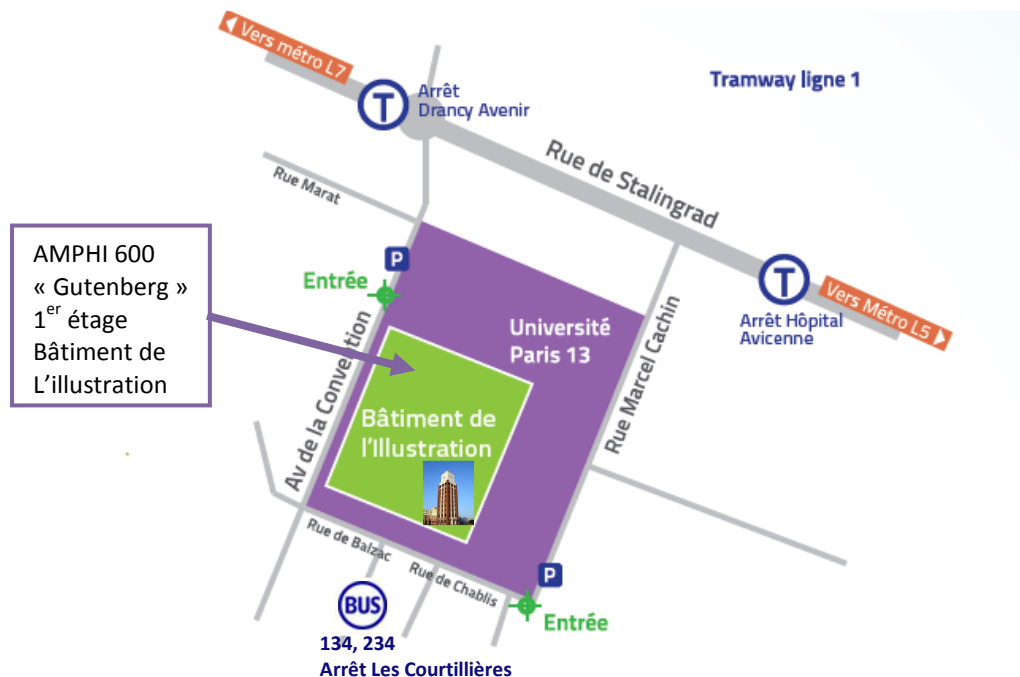 Vers métro L7
T
Arrêt
Drancy Avenir
Tramway ligne 1
Rue de Stalingrad
Rue Marat
AMPHI 600
« Gutenberg »
1er étage
Bâtiment de
L’illustration
P
Entrée
Av de la Convention
Université
Paris 13
Rue Marcel Cachin
T
Vers Métro L5
Arrêt Hôpital
Avicenne
Bâtiment de
l’Illustration
Rue de Balzac
Rue de Chablis
P
Entrée
BUS
134, 234
Arrêt Les Courtillières